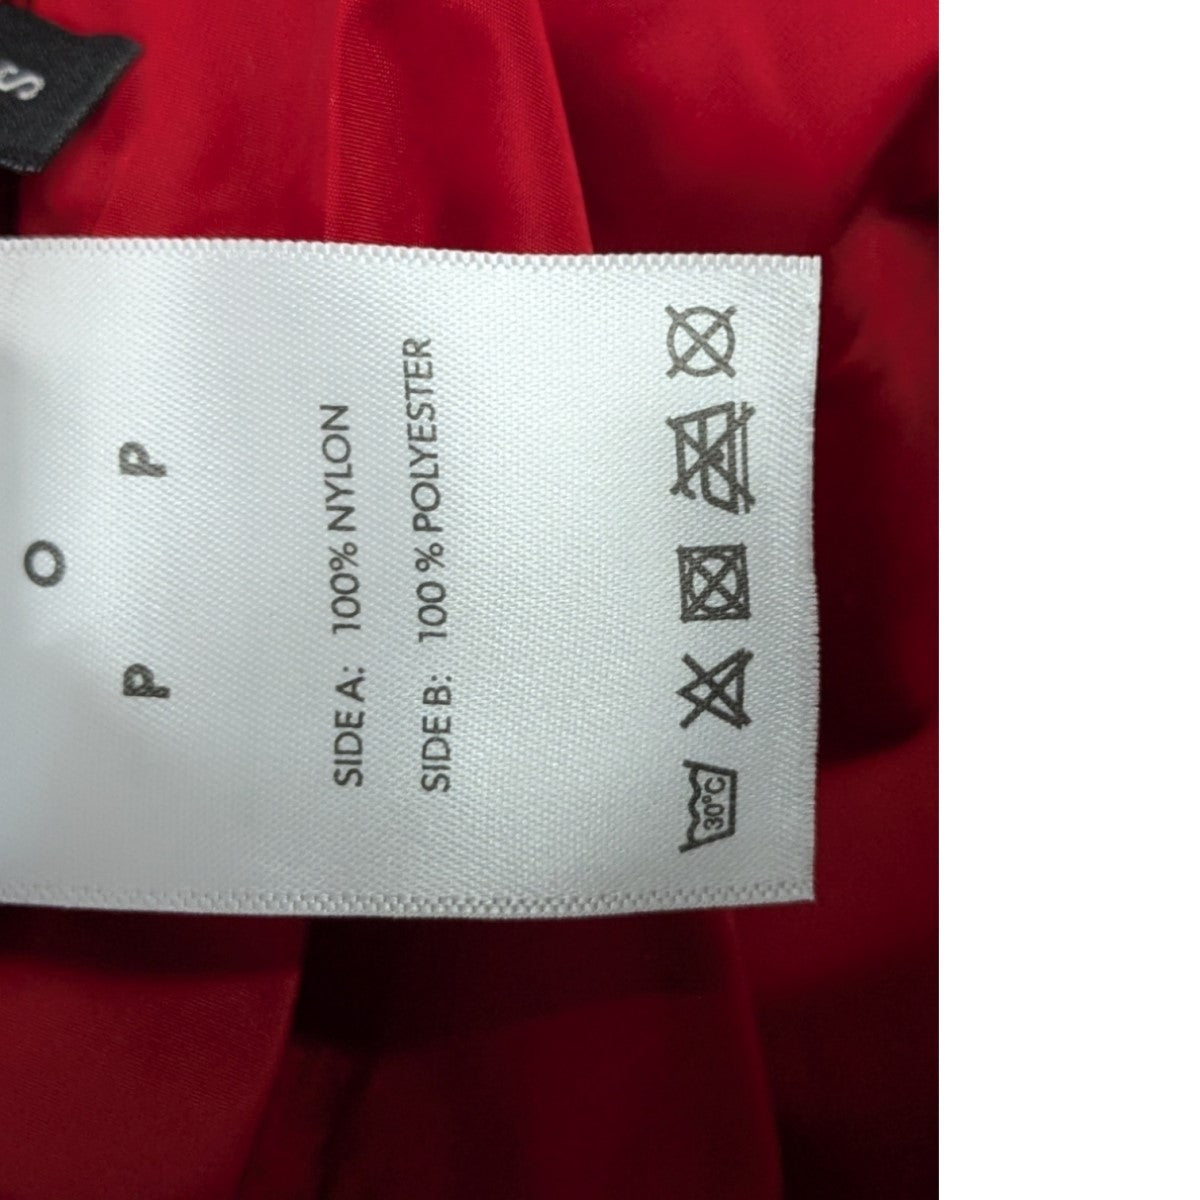 S
P P
O
SIDE A: 100% NYLON
SIDE B: 100% POLYESTER
30°C